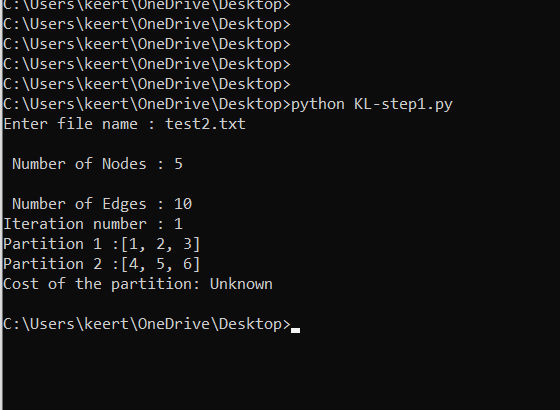 C:\Users\keert\OneDrive\Desktop>
C:\Users\keert\OneDrive\Desktop>
C:\Users\keert\OneDrive\Desktop>
C:\Users\keert\OneDrive\Desktop>
C:\Users\keert\OneDrive\Desktop>
C:\Users\keert\OneDrive\Desktop>python KL-step1.py
Enter file name : test2.txt
Number of Nodes : 5
Number of Edges : 10
Iteration number : 1
Partition 1 :[1, 2, 3]
Partition 2 :[4, 5, 6]
Cost of the partition: Unknown
C:\Users\keert\OneDrive\Desktop>